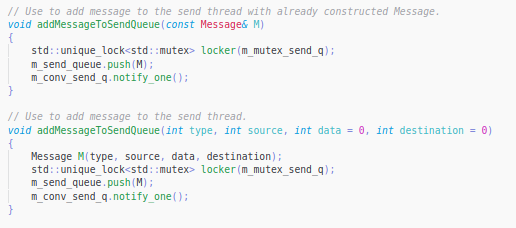 // Use to add message to the send thread with already constructed Message.
void addMessageToSendQueue(const Message& M)
{
    std::unique_lock<std::mutex> locker(m_mutex_send_q);
    m_send_queue.push(M);
    m_conv_send_q.notify_one();
}

// Use to add message to the send thread.
void addMessageToSendQueue(int type, int source, int data = 0, int destination = 0)
{
    Message M(type, source, data, destination);
    std::unique_lock<std::mutex> locker(m_mutex_send_q);
    m_send_queue.push(M);
    m_conv_send_q.notify_one();
}